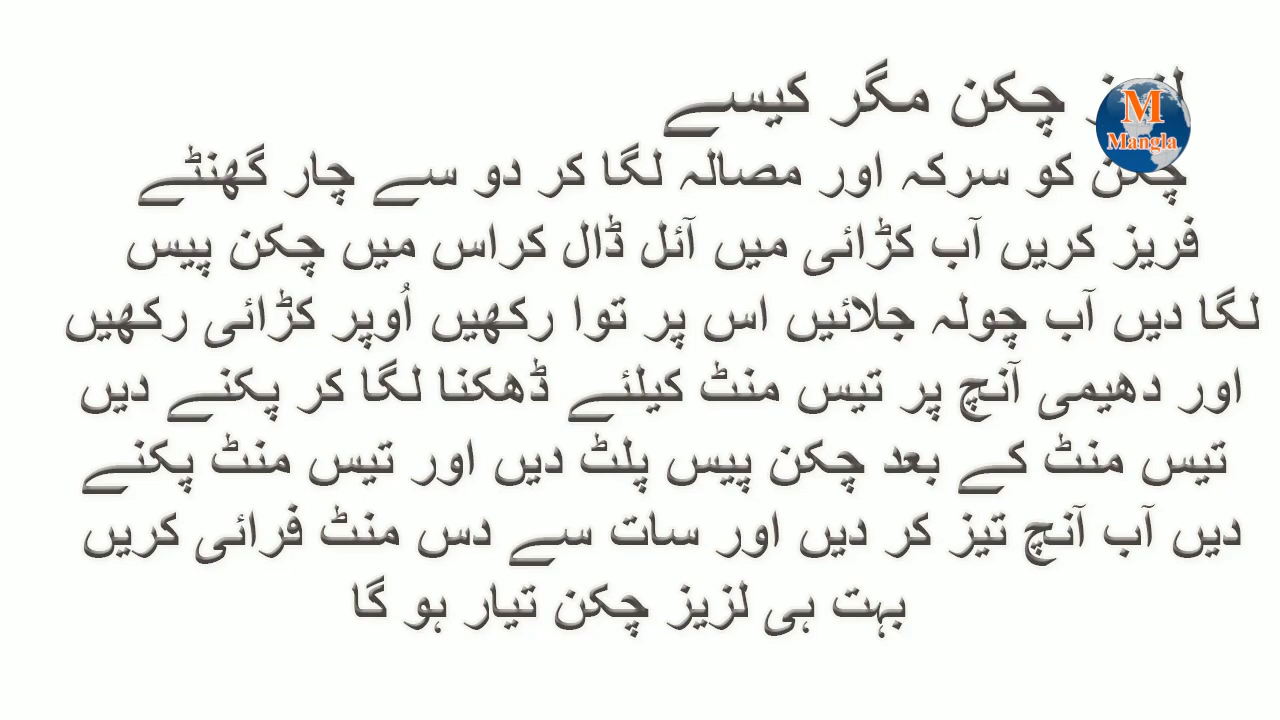 چکن مگر کیسے
M
Mangla
چکن کو سرکہ اور مصالہ لگا کر دو سے چار گھنٹے
فریز کریں آب کڑائی میں آئل ڈال کراس میں چکن پیس
لگا دیں آب چولہ جلائیں اس پر توا رکھیں اُوپر کڑائی رکھیں
اور دھیمی آنچ پر تیس منٹ کیلئے ڈھکنا لگا کر پکنے دیں
تیس منٹ کے بعد چکن پیس پلٹ دیں اور تیس منٹ پکنے
دیں آب آنچ تیز کر دیں اور سات سے دس منٹ فرائی کریں
بہت ہی لزیز چکن تیار ہو گا